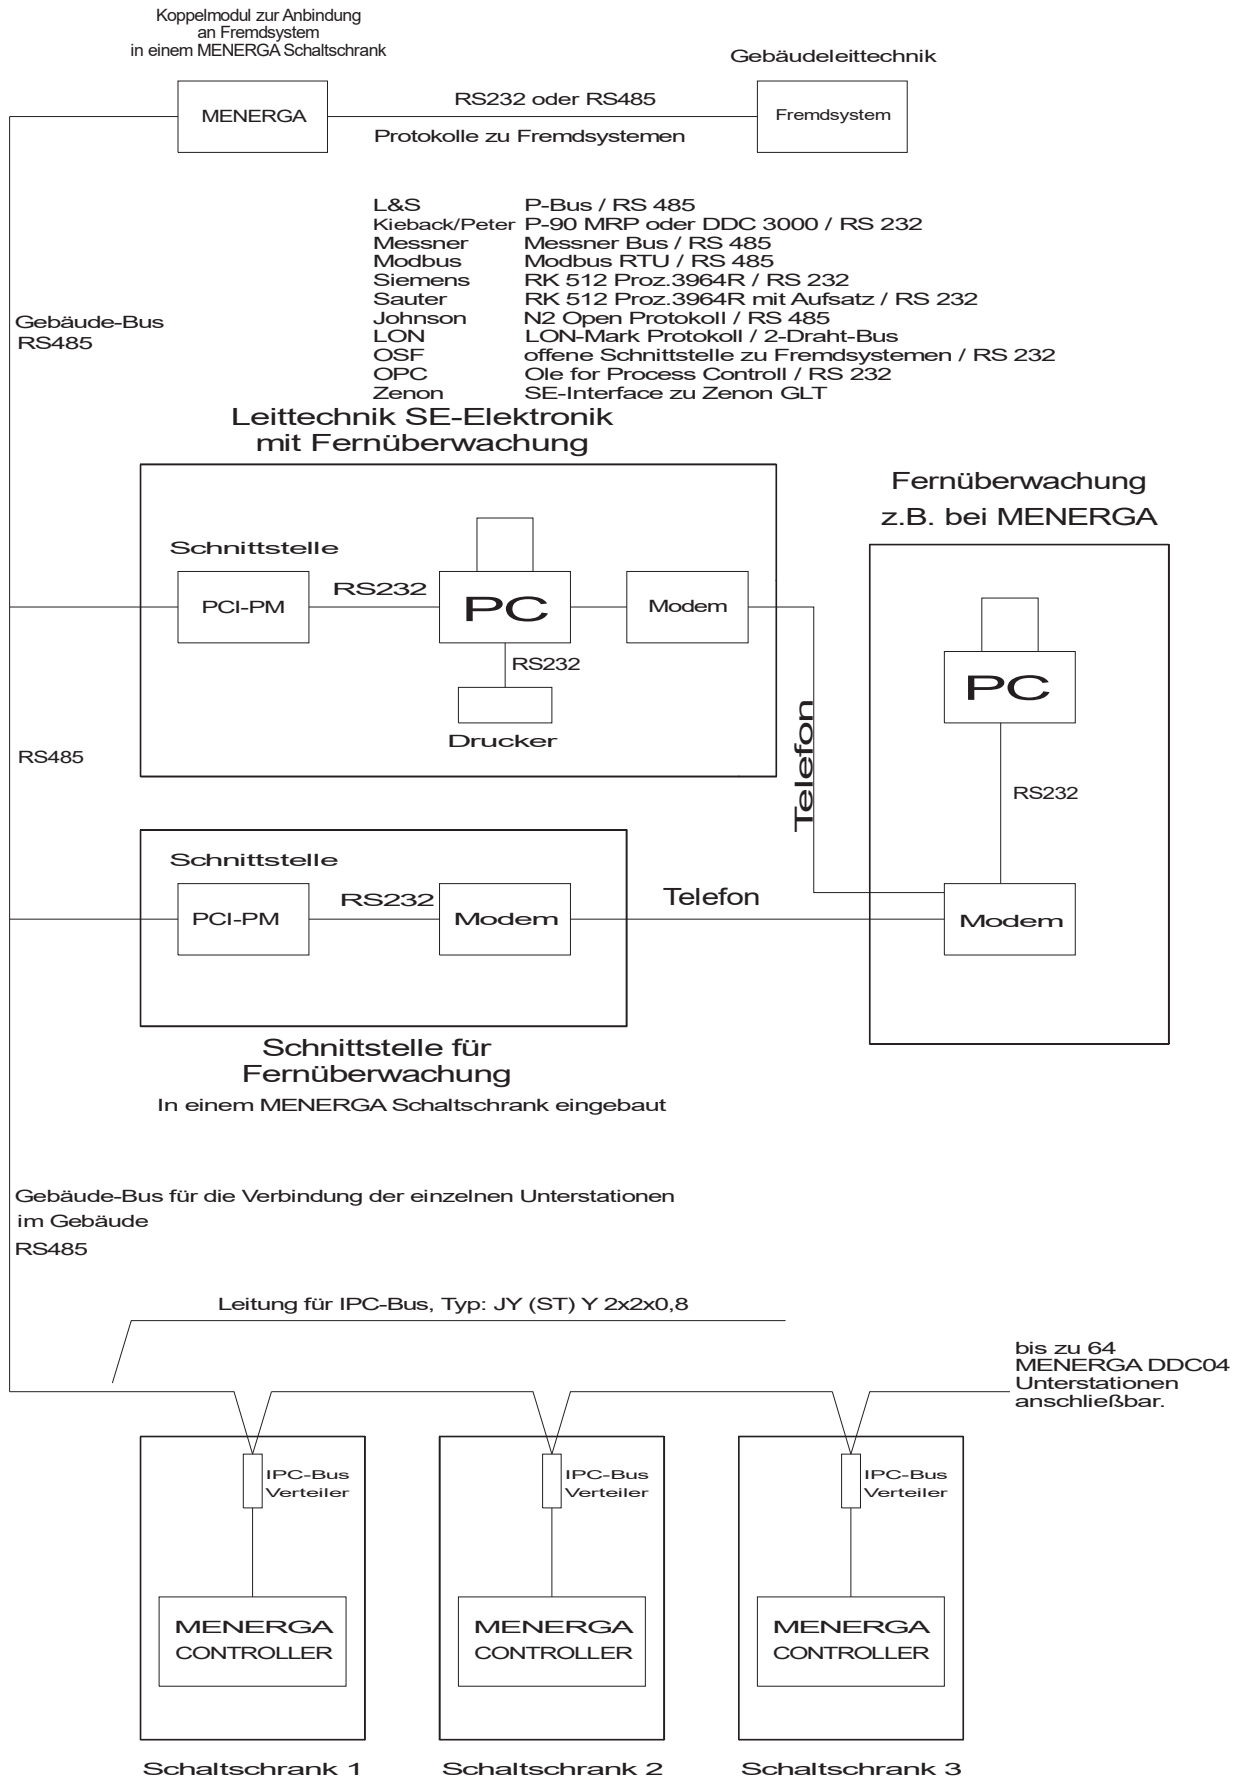 Koppelmodul zur Anbindung
an Fremdsystem
in einem MENERGA Schaltschrank
Gebäudeleittechnik
MENERGA
RS232 oder RS485
Protokolle zu Fremdsystemen
Fremdsystem
L&S P-Bus / RS 485
Kieback/Peter P-90 MRP oder DDC 3000 / RS 232
Messner Messner Bus / RS 485
Modbus Modbus RTU / RS 485
Siemens RK 512 Proz.3964R / RS 232
Sauter RK 512 Proz.3964R mit Aufsatz / RS 232
Johnson N2 Open Protokoll / RS 485
LON LON-Mark Protokoll / 2-Draht-Bus
OSF offene Schnittstelle zu Fremdsystemen / RS 232
OPC Ole for Process Controll / RS 232
Zenon SE-Interface zu Zenon GLT
Gebäude-Bus
RS485
Leittechnik SE-Elektronik
mit Fernüberwachung
Schnittstelle
PCI-PM
RS232
PC
Modem
RS232
Drucker
Fernüberwachung
z.B. bei MENERGA
PC
RS232
Modem
Telefon
RS485
Schnittstelle
PCI-PM
RS232
Modem
Telefon
Schnittstelle für
Fernüberwachung
In einem MENERGA Schaltschrank eingebaut
Gebäude-Bus für die Verbindung der einzelnen Unterstationen
im Gebäude
RS485
Leitung für IPC-Bus, Typ: JY (ST) Y 2x2x0,8
bis zu 64
MENERGA DDC04
Unterstationen
anschließbar.
IPC-Bus
Verteiler
MENERGA
CONTROLLER
Schaltschrank 1
IPC-Bus
Verteiler
MENERGA
CONTROLLER
Schaltschrank 2
IPC-Bus
Verteiler
MENERGA
CONTROLLER
Schaltschrank 3